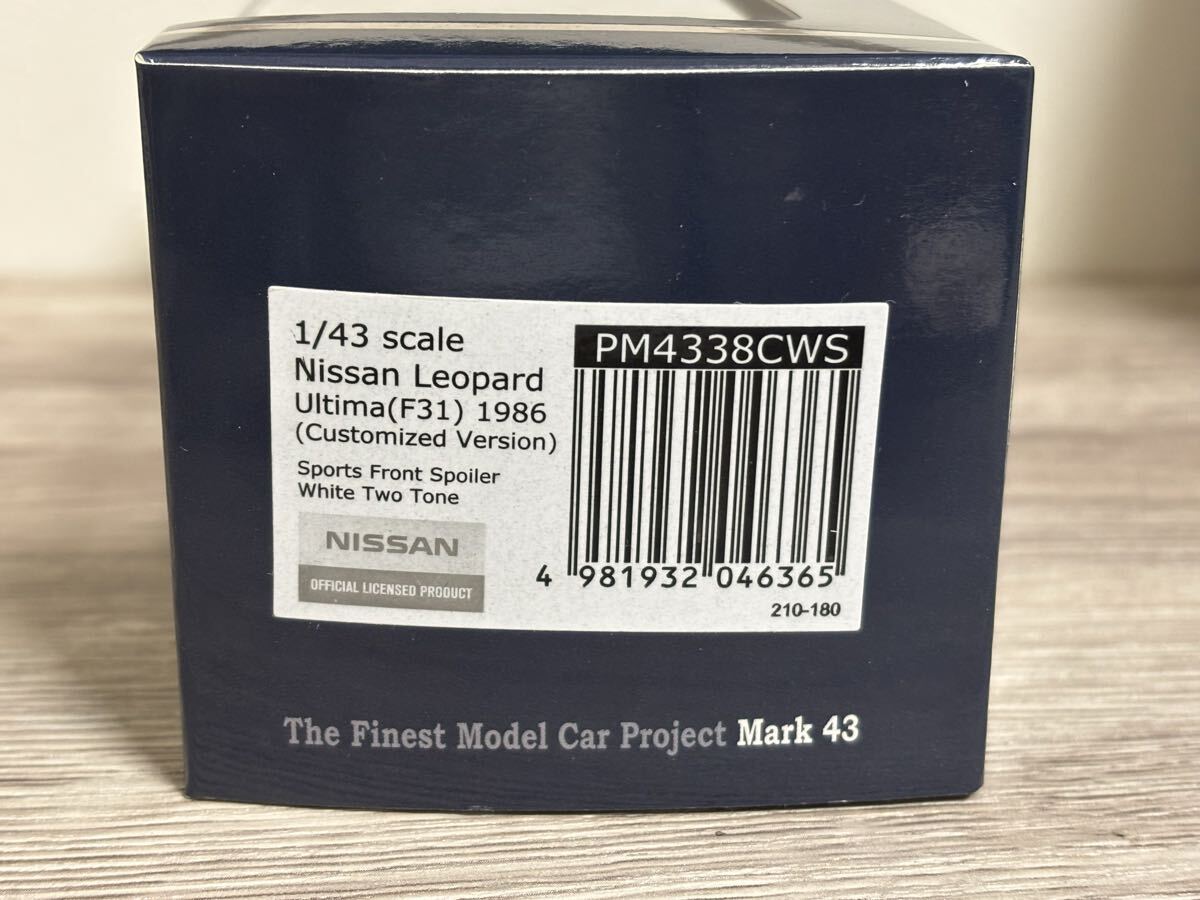 1/43 scale
Nissan Leopard
Ultima(F31) 1986
(Customized Version)
Sports Front Spoiler
White Two Tone
NISSAN
OFFICIAL LICENSED PRODUCT
PM4338CWS
4 981932 046365
210-180
The Finest Model Car Project Mark 43